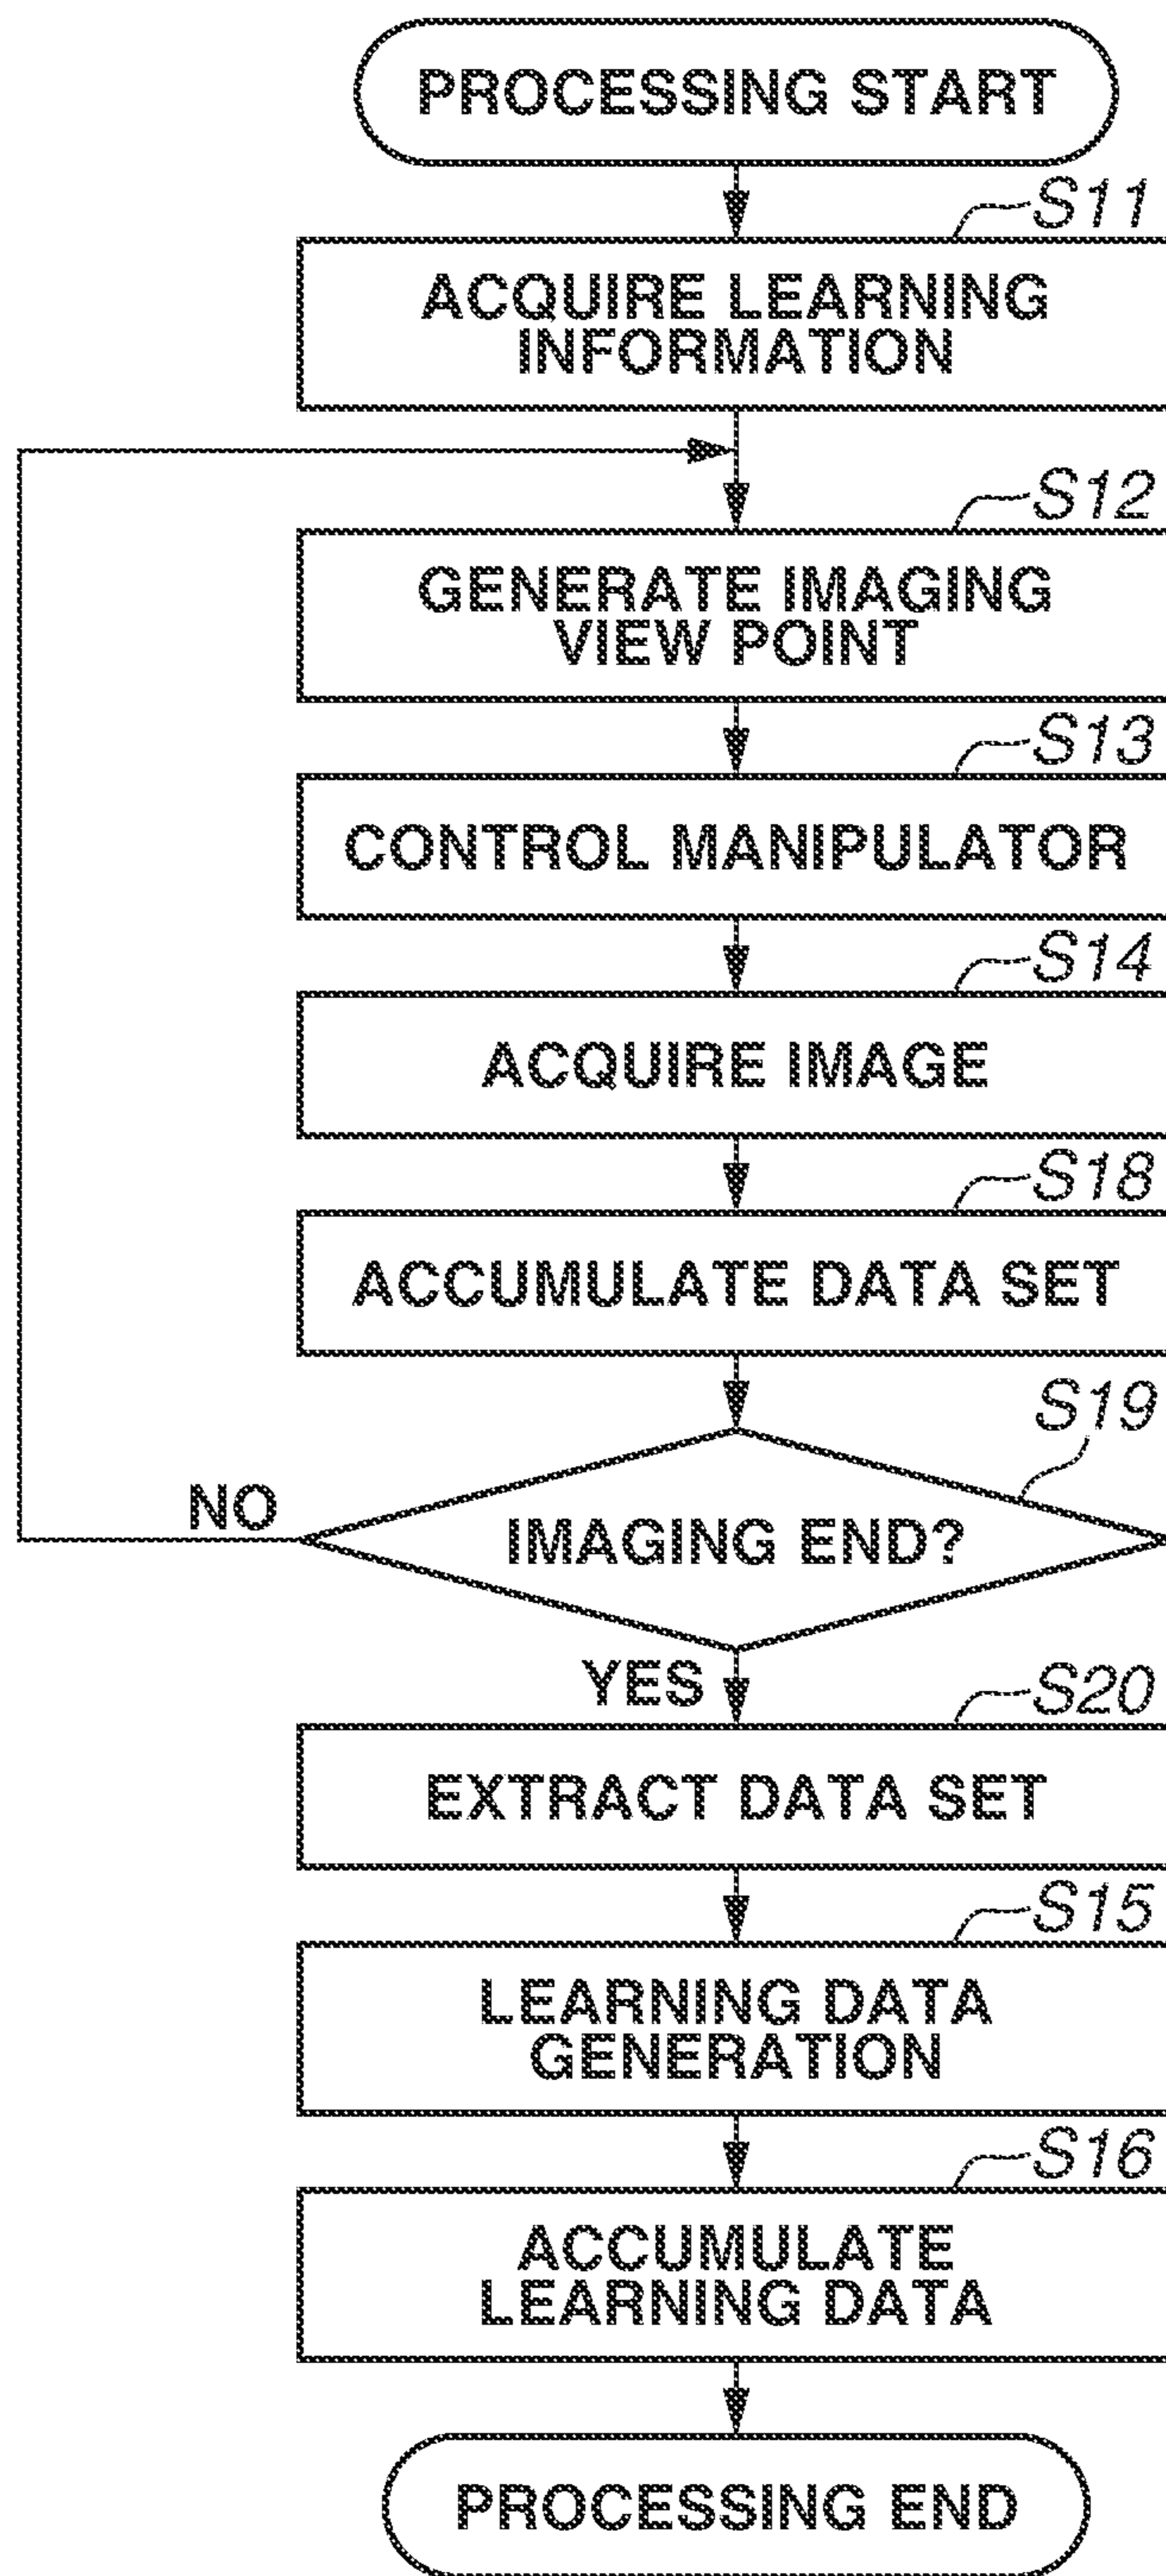 PROCESSING START
S11
ACQUIRE LEARNING
INFORMATION
S12
GENERATE IMAGING
VIEW POINT
S13
CONTROL MANIPULATOR
S14
ACQUIRE IMAGE
S18
ACCUMULATE DATA SET
S19
NO
IMAGING END?
YES
S20
EXTRACT DATA SET
S15
LEARNING DATA
GENERATION
S16
ACCUMULATE
LEARNING DATA
PROCESSING END